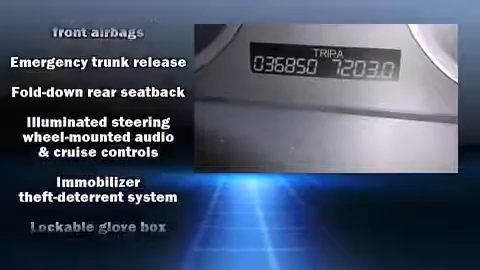 front airbags
Emergency trunk release
Fold-down rear seatback
Illuminated steering
wheel-mounted audio
& cruise controls
Immobilizer
theft-deterrent system
Lockable glove box
TRIP A
036850 7203.0